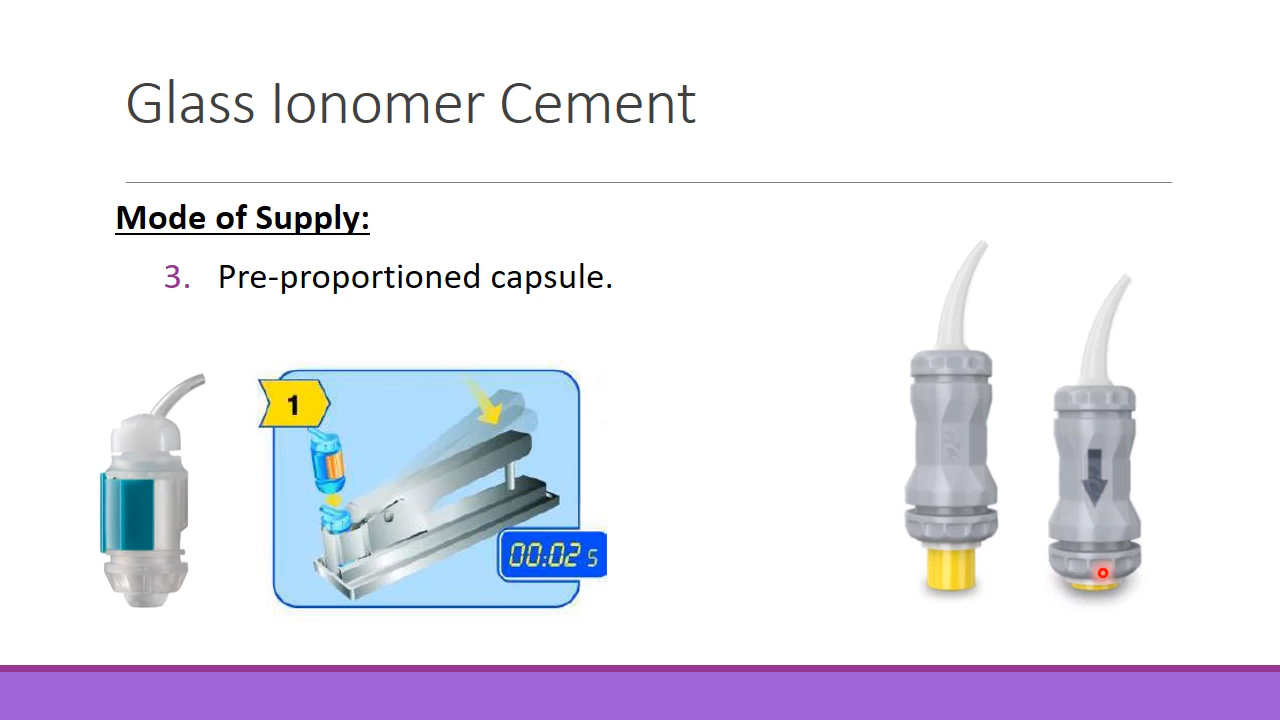 Glass Ionomer Cement
Mode of Supply:
3. Pre-proportioned capsule.
1
00:02 s